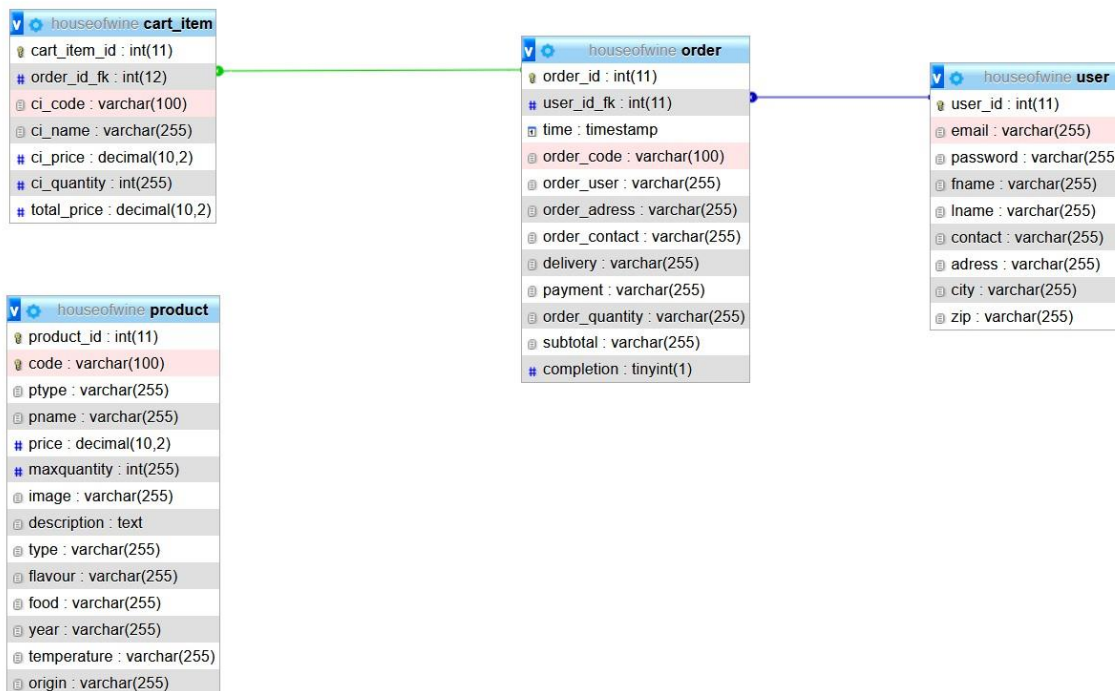 houseofwine cart_item
cart_item_id : int(11)
order_id_fk : int(12)
ci_code : varchar(100)
ci_name : varchar(255)
ci_price : decimal(10,2)
ci_quantity : int(255)
total_price : decimal(10,2)
houseofwine order
order_id : int(11)
user_id_fk : int(11)
time : timestamp
order_code : varchar(100)
order_user : varchar(255)
order_adress : varchar(255)
order_contact : varchar(255)
delivery : varchar(255)
payment : varchar(255)
order_quantity : varchar(255)
subtotal : varchar(255)
completion : tinyint(1)
houseofwine user
user_id : int(11)
email : varchar(255)
password : varchar(255
fname : varchar(255)
lname : varchar(255)
contact : varchar(255)
adress : varchar(255)
city : varchar(255)
zip : varchar(255)
houseofwine product
product_id : int(11)
code : varchar(100)
ptype : varchar(255)
pname : varchar(255)
price : decimal(10,2)
maxquantity : int(255)
image : varchar(255)
description : text
type : varchar(255)
flavour : varchar(255)
food : varchar(255)
year : varchar(255)
temperature : varchar(255)
origin : varchar(255)